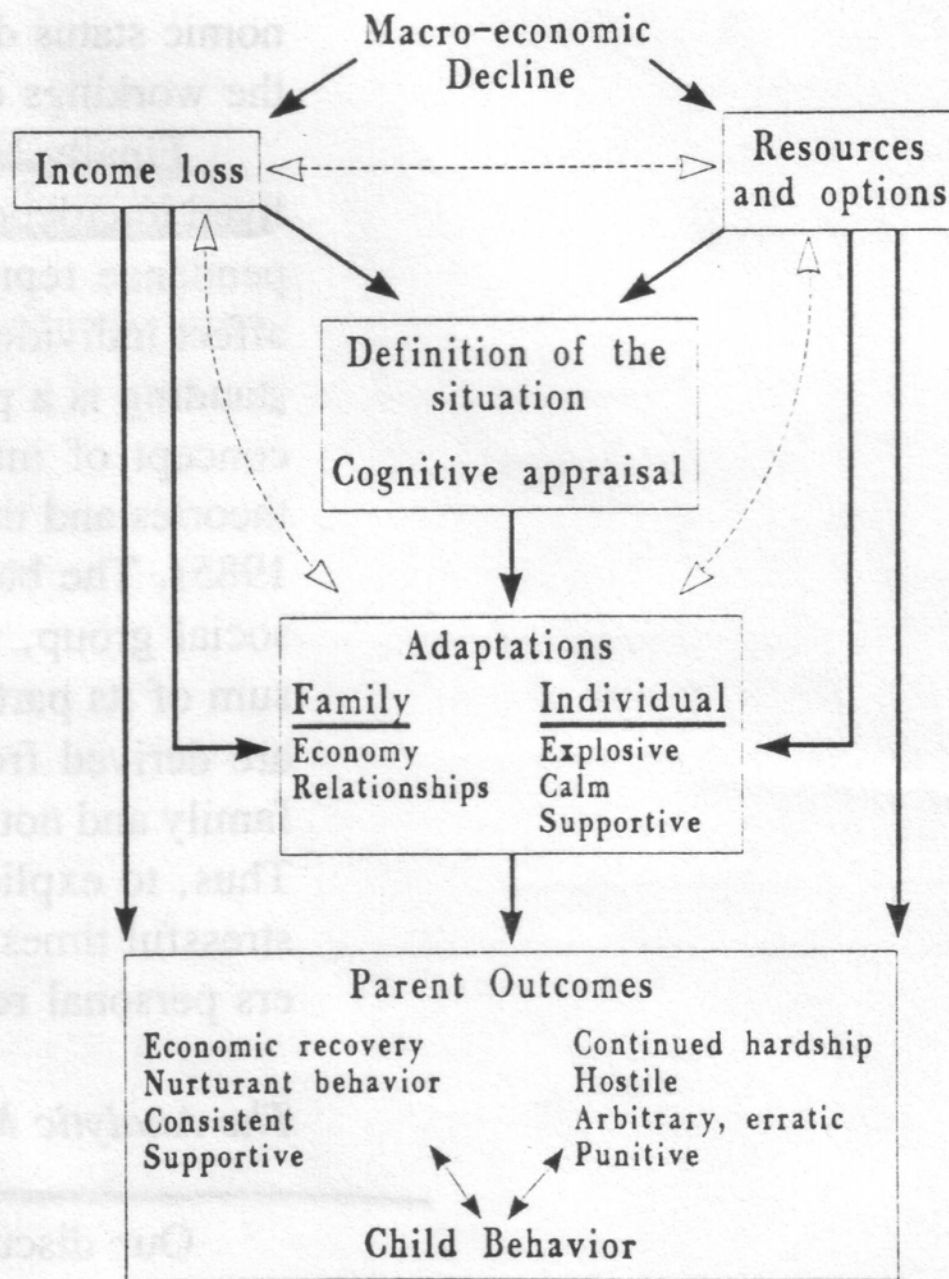 Macro-economic
Decline
Income loss
Resources
and options
Definition of the
situation
Cognitive appraisal
Adaptations
Family
Economy
Relationships
Individual
Explosive
Calm
Supportive
Parent Outcomes
Economic recovery
Nurturant behavior
Consistent
Supportive
Continued hardship
Hostile
Arbitrary, erratic
Punitive
Child Behavior